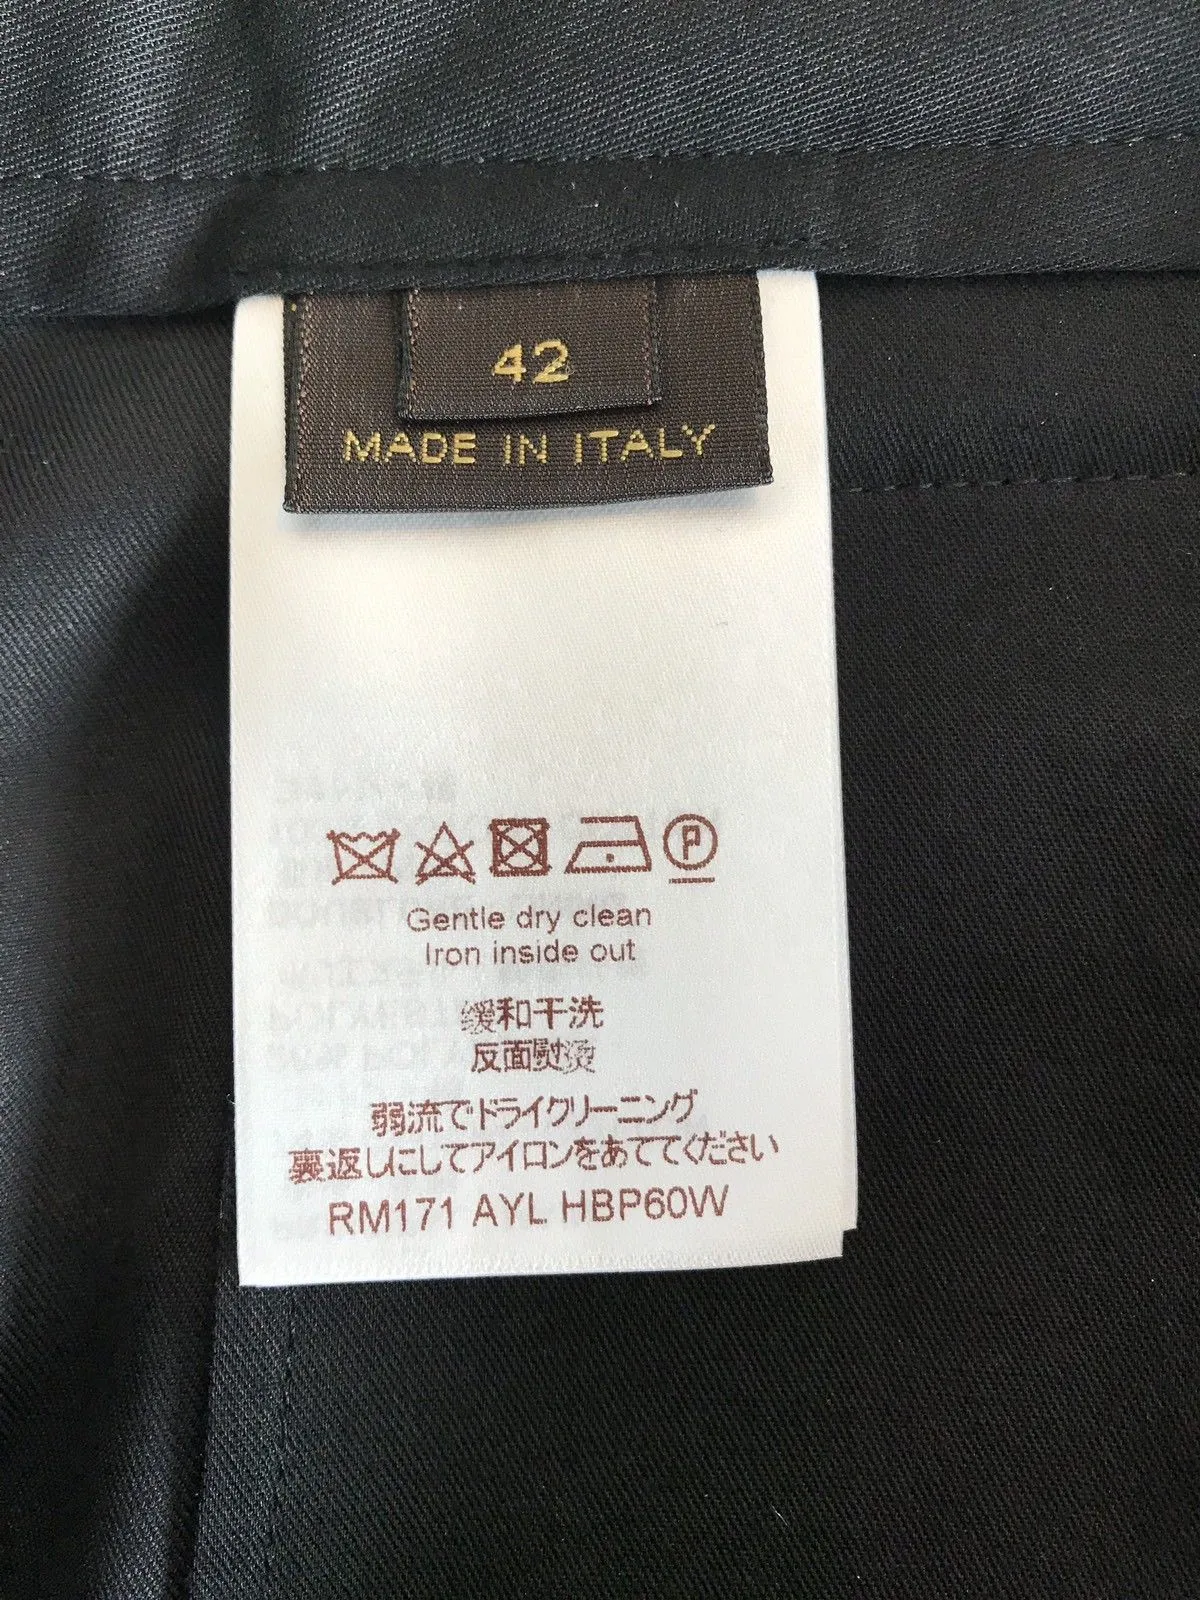 42
MADE IN ITALY
P
Gentle dry clean
Iron inside out
缓和干洗
反面熨烫
弱流でドライクリーニング
裏返しにしてアイロンをあててください
RM171 AYL HBP60W